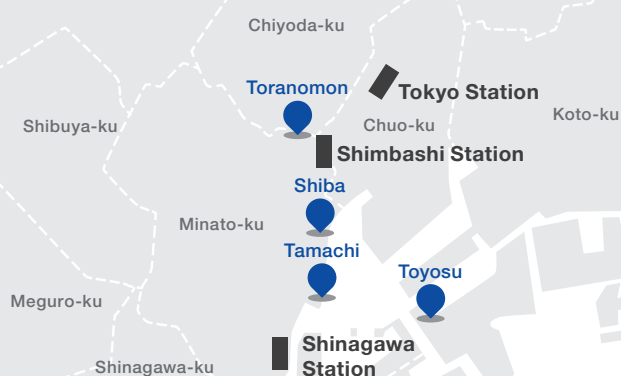 Chiyoda-ku
Toranomon
Tokyo Station
Koto-ku
Shibuya-ku
Chuo-ku
Shimbashi Station
Shiba
Minato-ku
Tamachi
Toyosu
Meguro-ku
Shinagawa
Station
Shinagawa-ku